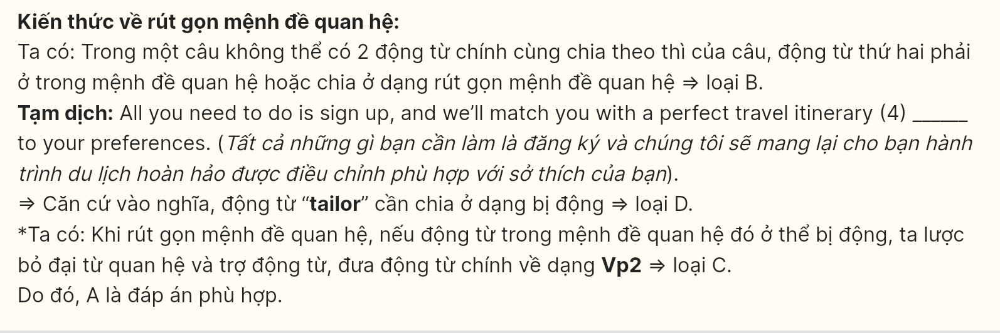 Kiến thức về rút gọn mệnh đề quan hệ:
Ta có: Trong một câu không thể có 2 động từ chính cùng chia theo thì của câu, động từ thứ hai phải
ở trong mệnh đề quan hệ hoặc chia ở dạng rút gọn mệnh đề quan hệ ⇒ loại B.
Tạm dịch: All you need to do is sign up, and we’ll match you with a perfect travel itinerary (4) ______
to your preferences. (Tất cả những gì bạn cần làm là đăng ký và chúng tôi sẽ mang lại cho bạn hành
trình du lịch hoàn hảo được điều chỉnh phù hợp với sở thích của bạn).
⇒ Căn cứ vào nghĩa, động từ “tailor” cần chia ở dạng bị động ⇒ loại D.
*Ta có: Khi rút gọn mệnh đề quan hệ, nếu động từ trong mệnh đề quan hệ đó ở thể bị động, ta lược
bỏ đại từ quan hệ và trợ động từ, đưa động từ chính về dạng Vp2 ⇒ loại C.
Do đó, A là đáp án phù hợp.